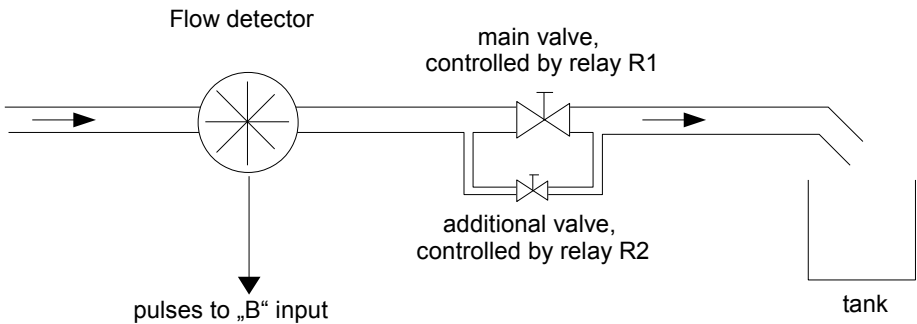 Flow detector
main valve,
controlled by relay R1
additional valve,
controlled by relay R2
pulses to „B“ input
tank